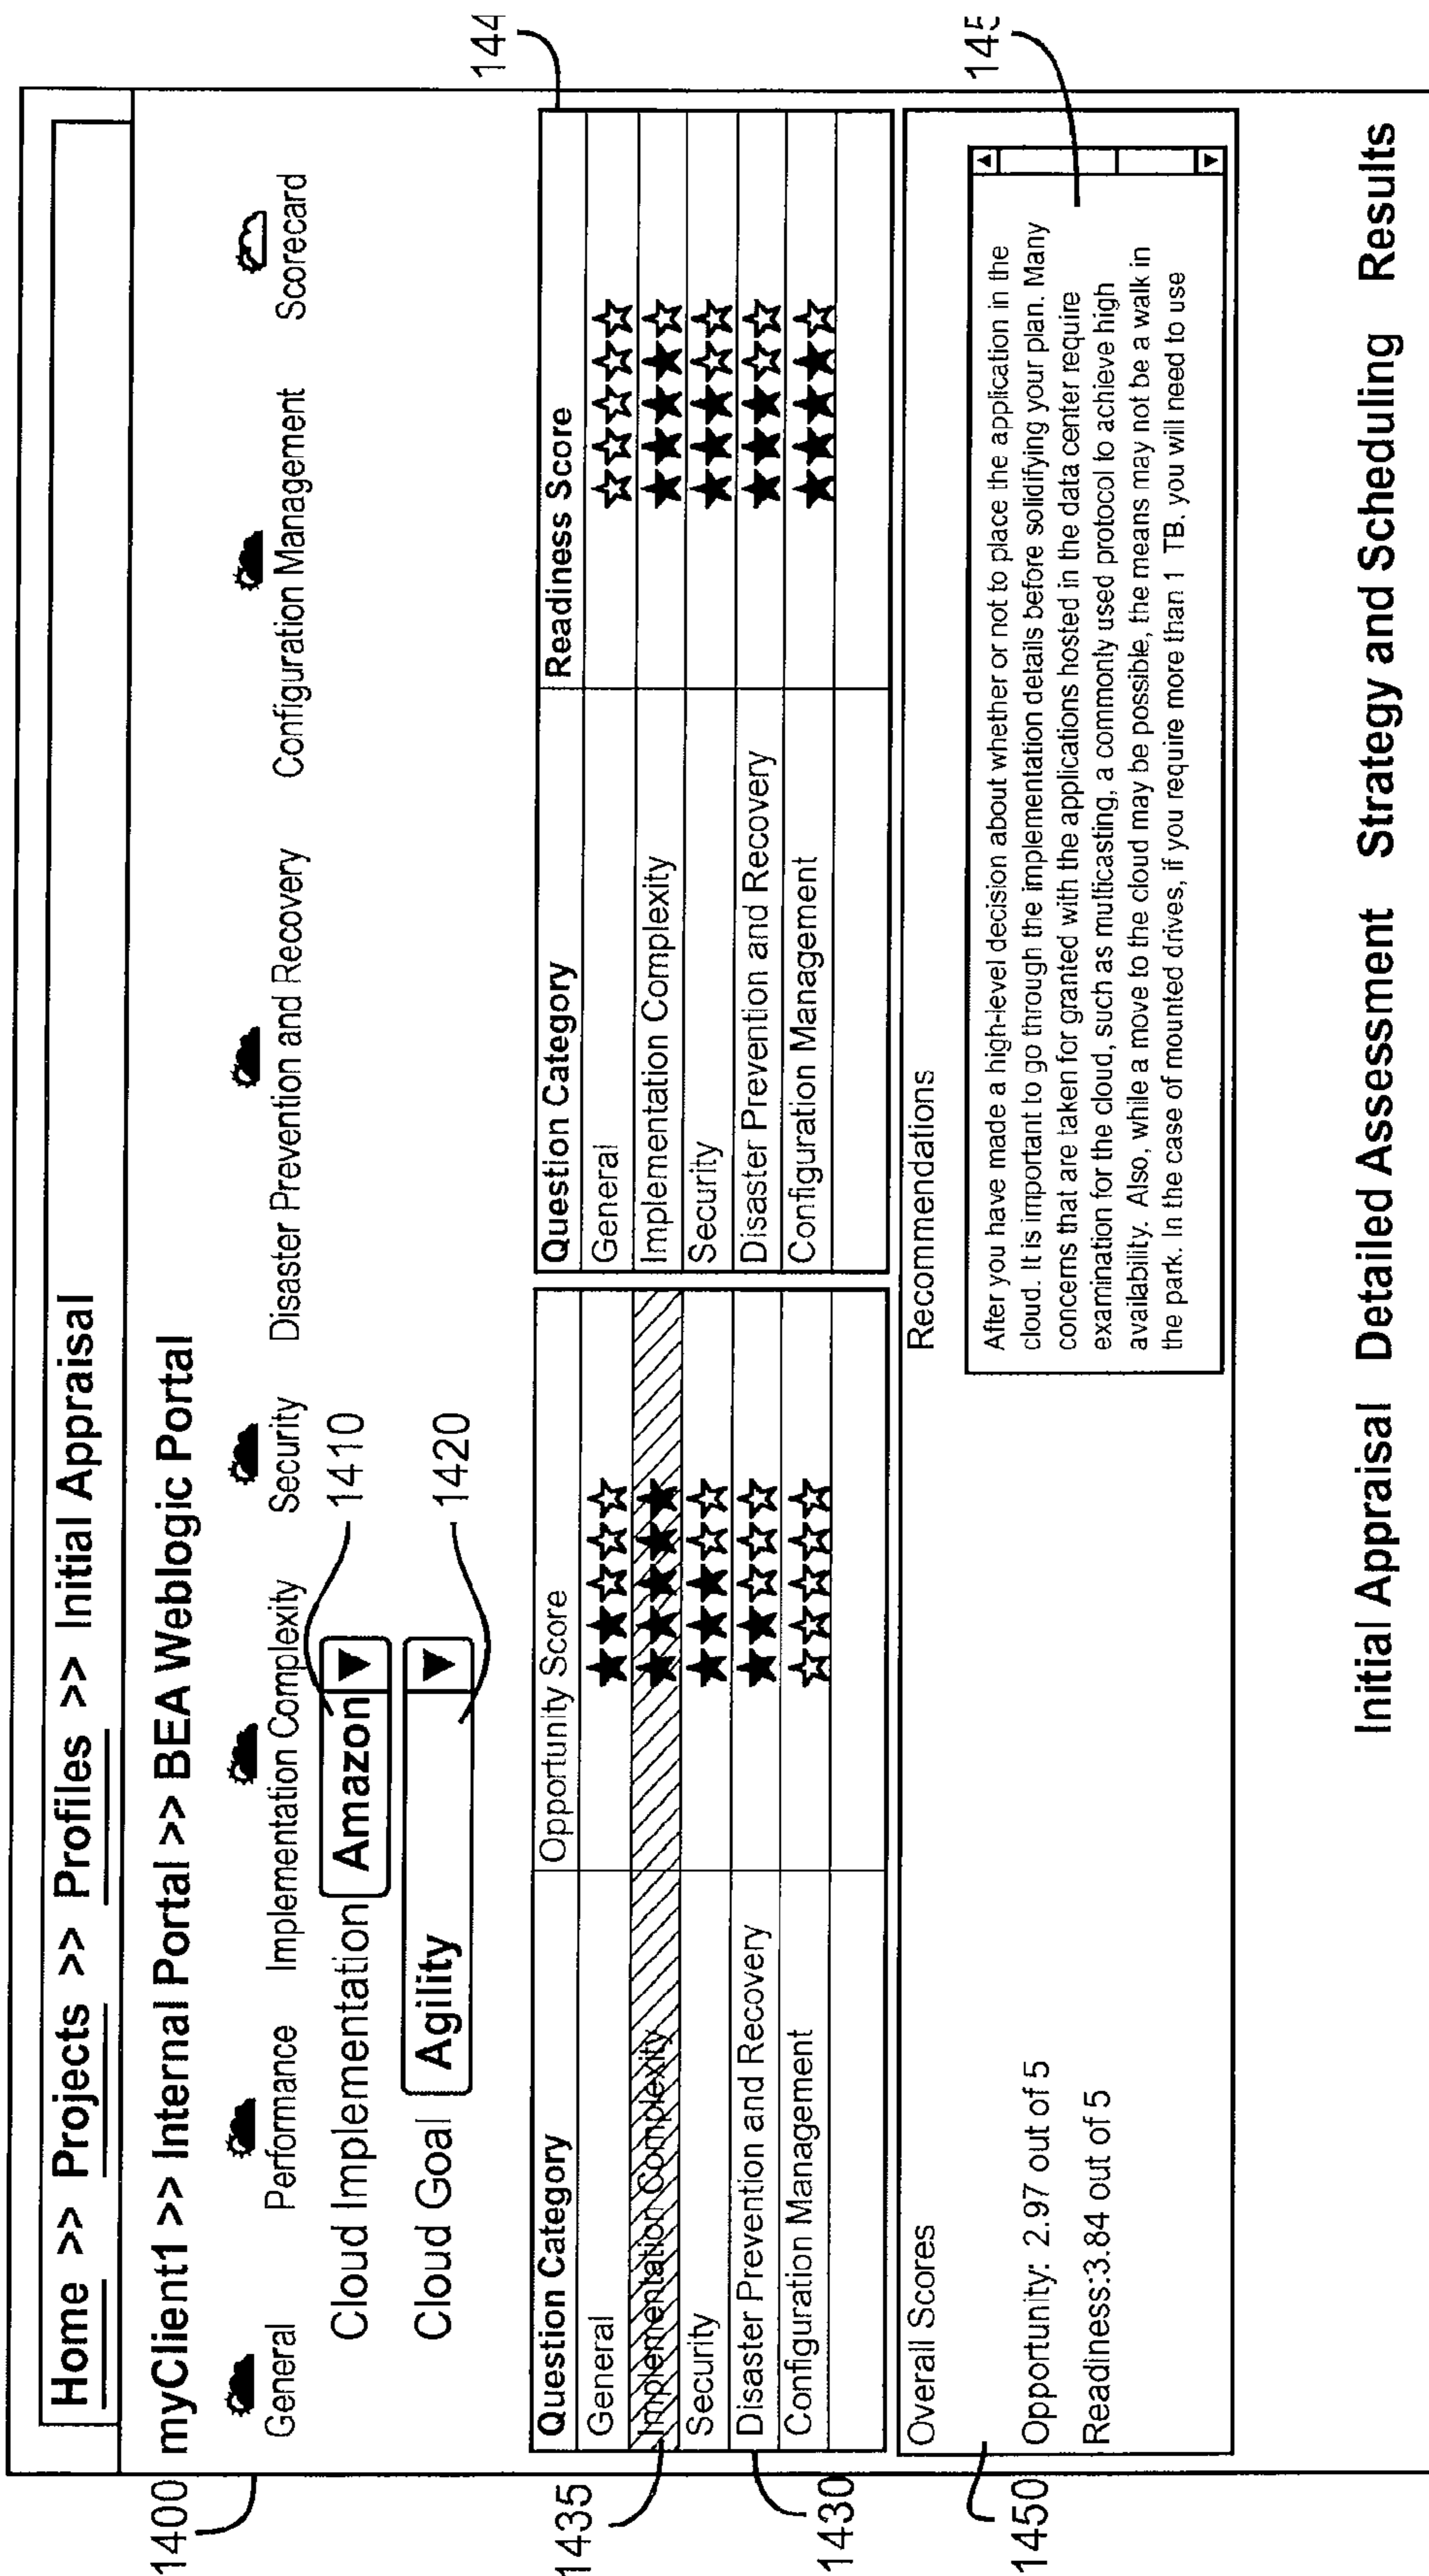 1400
Home >> Projects >> Profiles >> Initial Appraisal
myClient1 >> Internal Portal >> BEA Weblogic Portal
General Performance Implementation Complexity Security Disaster Prevention and Recovery Configuration Management Scorecard
Cloud Implementation Amazon 1410
Cloud Goal Agility 1420
144
Question Category Opportunity Score
General
1435
Implementation Complexity
Security
Disaster Prevention and Recovery
Configuration Management
1430
Question Category Readiness Score
General
Implementation Complexity
Security
Disaster Prevention and Recovery
Configuration Management
Overall Scores
Opportunity: 2.97 out of 5
Readiness:3.84 out of 5
1450
Recommendations
After you have made a high-level decision about whether or not to place the application in the
cloud. It is important to go through the implementation details before solidifying your plan. Many
concerns that are taken for granted with the applications hosted in the data center require
examination for the cloud, such as multicasting, a commonly used protocol to achieve high
availability. Also, while a move to the cloud may be possible, the means may not be a walk in
the park. In the case of mounted drives, if you require more than 1 TB. you will need to use
Initial Appraisal Detailed Assessment Strategy and Scheduling Results